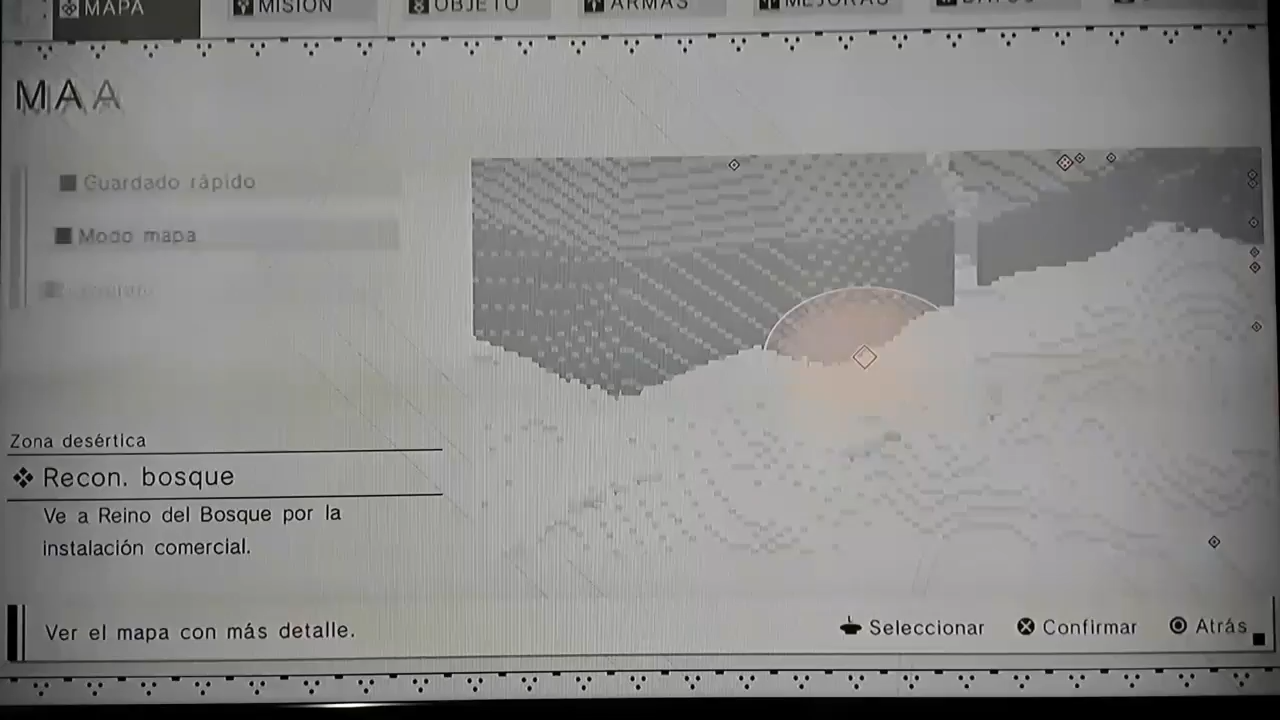 MAPA
MISIÓN
OBJETO
ARMAS
MEJORAS
Guardado rápido
Modo mapa
Zona desértica
Recon. bosque
Ve a Reino del Bosque por la
instalación comercial.
Ver el mapa con más detalle.
Seleccionar
Confirmar
Atrás